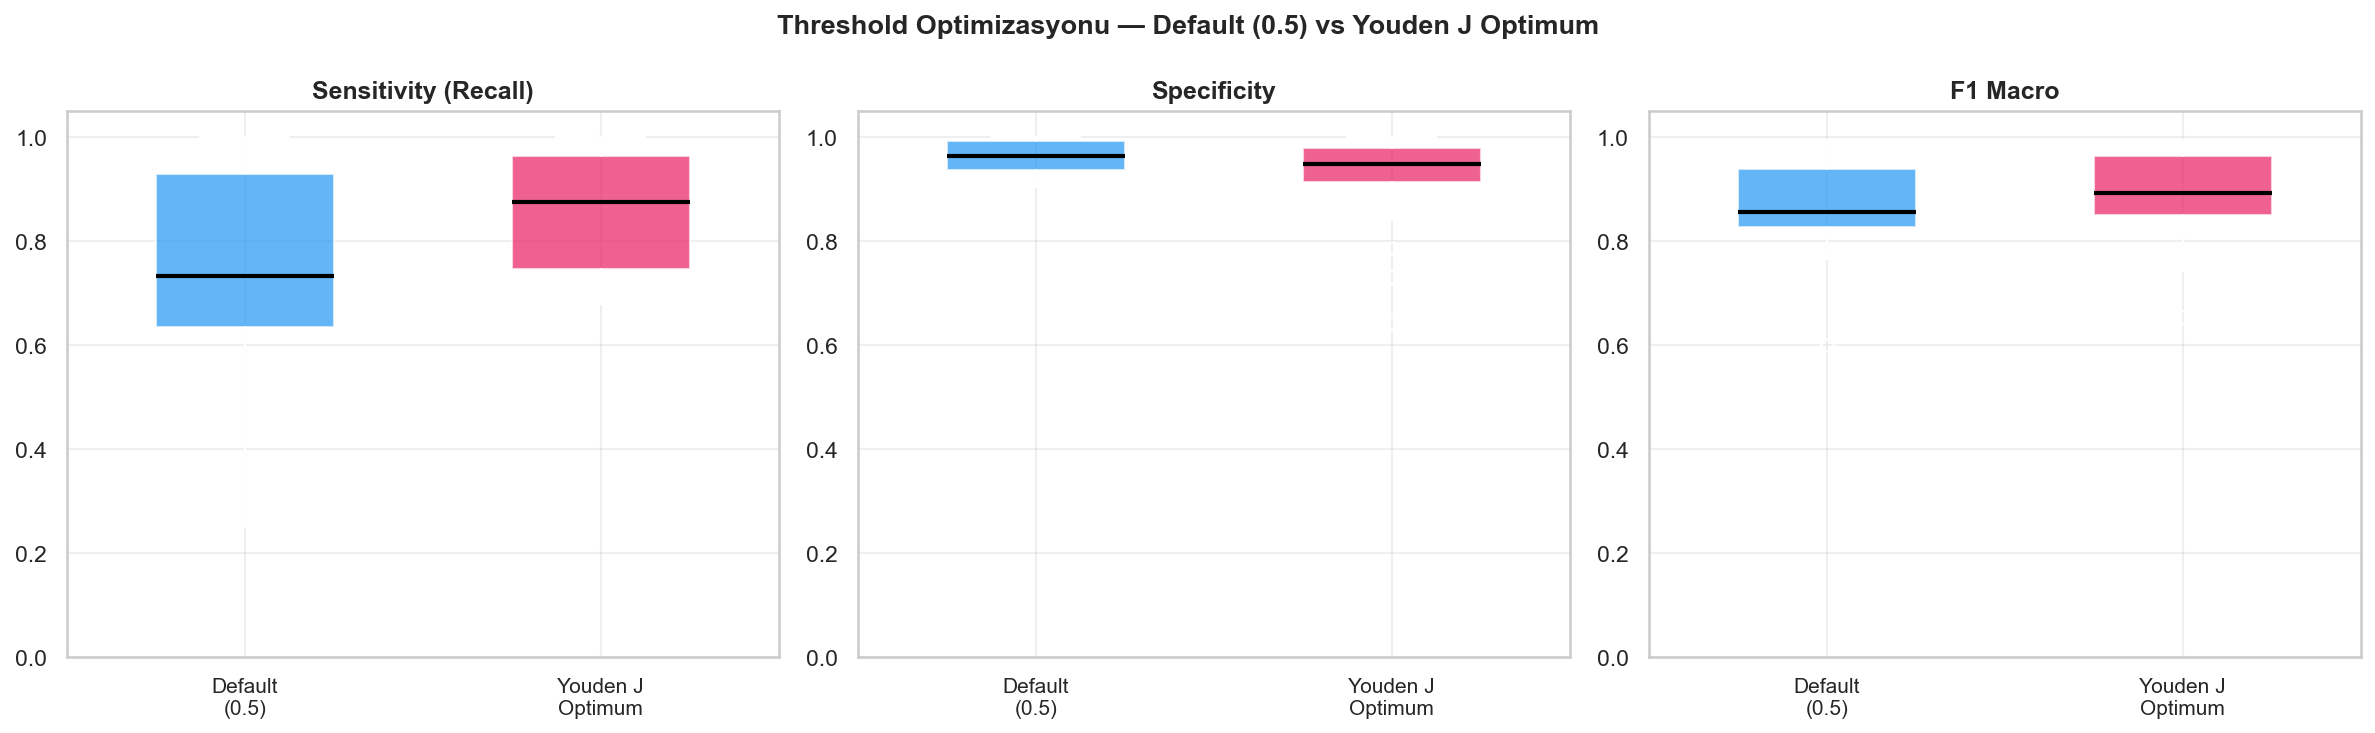 Threshold Optimizasyonu — Default (0.5) vs Youden J Optimum
Sensitivity (Recall)
1.0
0.8
0.6
0.4
0.2
0.0
Default
(0.5)
Youden J
Optimum
Specificity
1.0
0.8
0.6
0.4
0.2
0.0
Default
(0.5)
Youden J
Optimum
F1 Macro
1.0
0.8
0.6
0.4
0.2
0.0
Default
(0.5)
Youden J
Optimum